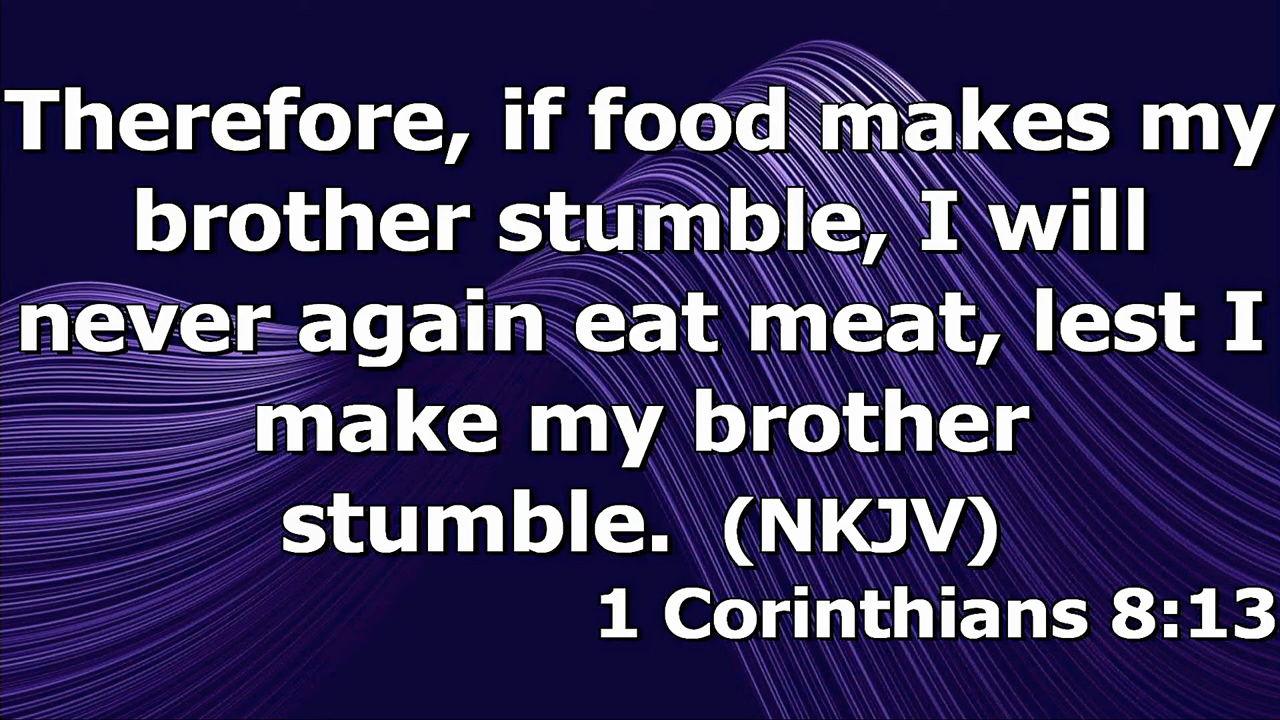 Therefore, if food makes my
brother stumble, I will
never again eat meat, lest I
make my brother
stumble.  (NKJV)
1 Corinthians 8:13